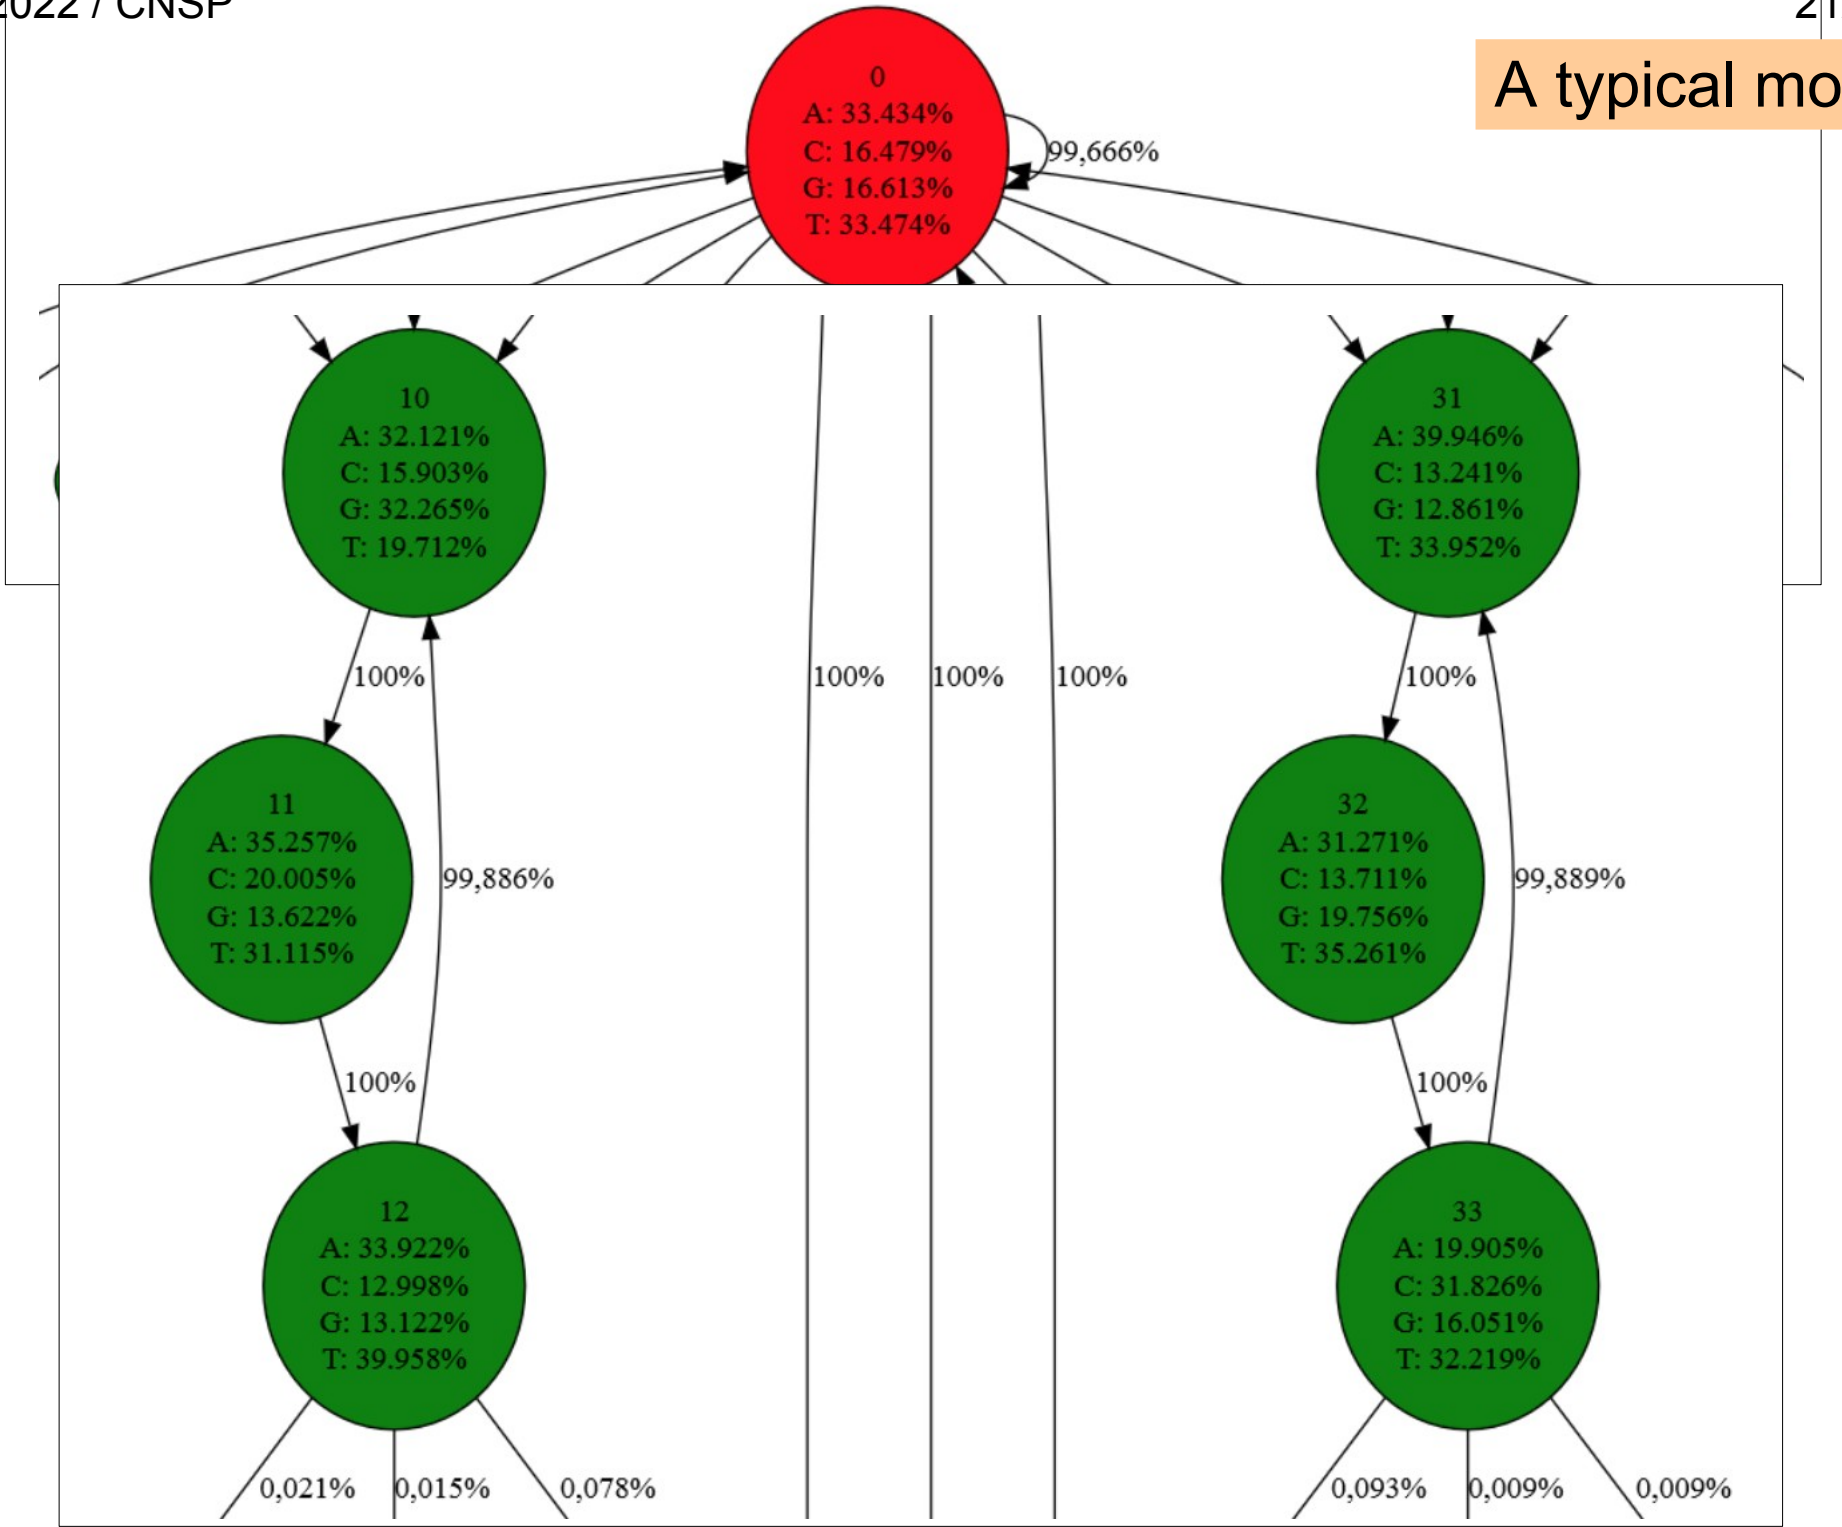 2022 / CNSP
21
A typical mo
0
A: 33.434%
C: 16.479%
G: 16.613%
T: 33.474%
99,666%
10
A: 32.121%
C: 15.903%
G: 32.265%
T: 19.712%
31
A: 39.946%
C: 13.241%
G: 12.861%
T: 33.952%
100%
100%
100%
100%
100%
11
A: 35.257%
C: 20.005%
G: 13.622%
T: 31.115%
99,886%
32
A: 31.271%
C: 13.711%
G: 19.756%
T: 35.261%
99,889%
100%
100%
12
A: 33.922%
C: 12.998%
G: 13.122%
T: 39.958%
33
A: 19.905%
C: 31.826%
G: 16.051%
T: 32.219%
0,021%
0,015%
0,078%
0,093%
0,009%
0,009%